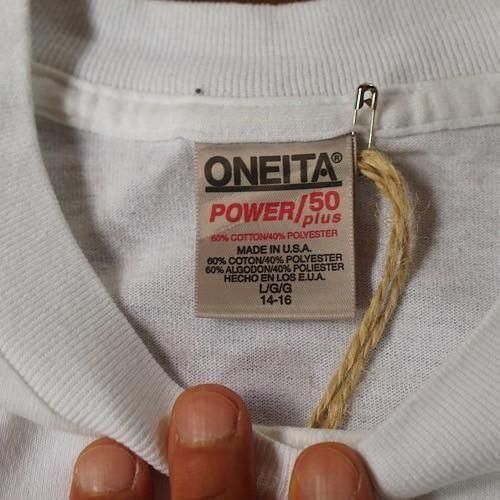 ONEITA®
POWER/50 plus
60% COTTON/40% POLYESTER
MADE IN U.S.A.
60% COTON/40% POLYESTER
60% ALGODON/40% POLIESTER
HECHO EN LOS E.U.A.
L/G/G
14-16